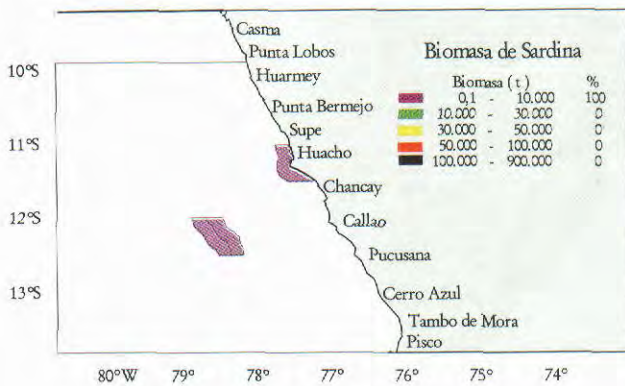 Casma
Punta Lobos
10°S
Huarmey
Punta Bermejo
Supe
11°S
Huacho
Chancay
12°S
Callao
Pucusana
13°S
Cerro Azul
Tambo de Mora
Pisco
80°W 79° 78° 77° 76° 75° 74°
Biomasa de Sardina
Biomasa ( t ) %
0,1 - 10.000 100
10.000 - 30.000 0
30.000 - 50.000 0
50.000 - 100.000 0
100.000 - 900.000 0